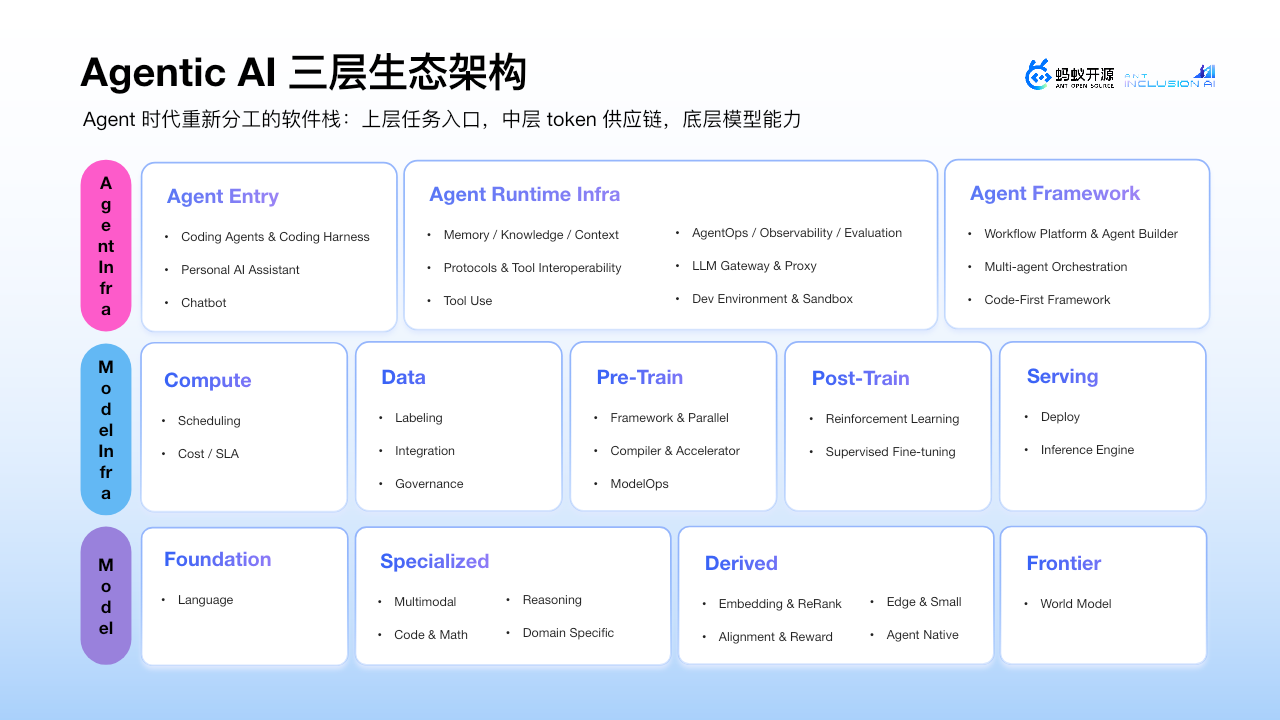 Agentic AI 三层生态架构
蚂蚁开源
ANT OPEN SOURCE
ANT
INCLUSION AI
Agent 时代重新分工的软件栈：上层任务入口，中层 token 供应链，底层模型能力
Agent Infra
Agent Entry
• Coding Agents & Coding Harness
• Personal AI Assistant
• Chatbot
Agent Runtime Infra
• Memory / Knowledge / Context
• Protocols & Tool Interoperability
• Tool Use
• AgentOps / Observability / Evaluation
• LLM Gateway & Proxy
• Dev Environment & Sandbox
Agent Framework
• Workflow Platform & Agent Builder
• Multi-agent Orchestration
• Code-First Framework
Model Infra
Compute
• Scheduling
• Cost / SLA
Data
• Labeling
• Integration
• Governance
Pre-Train
• Framework & Parallel
• Compiler & Accelerator
• ModelOps
Post-Train
• Reinforcement Learning
• Supervised Fine-tuning
Serving
• Deploy
• Inference Engine
Model
Foundation
• Language
Specialized
• Multimodal
• Code & Math
• Reasoning
• Domain Specific
Derived
• Embedding & ReRank
• Alignment & Reward
• Edge & Small
• Agent Native
Frontier
• World Model